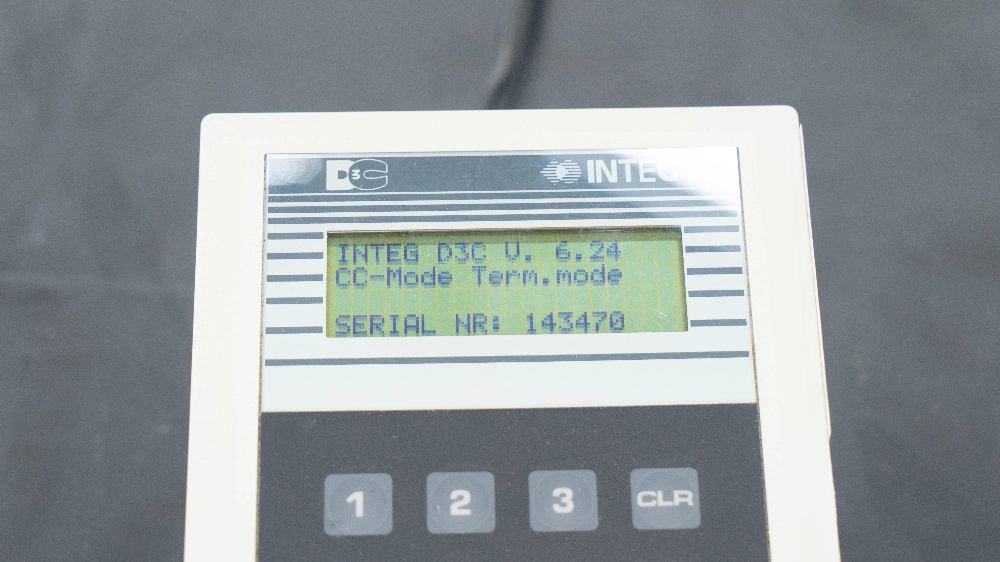 D3C INTEG
INTEG D3C V. 6.24
CC-Mode Term.mode
SERIAL NR: 143470
1 2 3 CLR